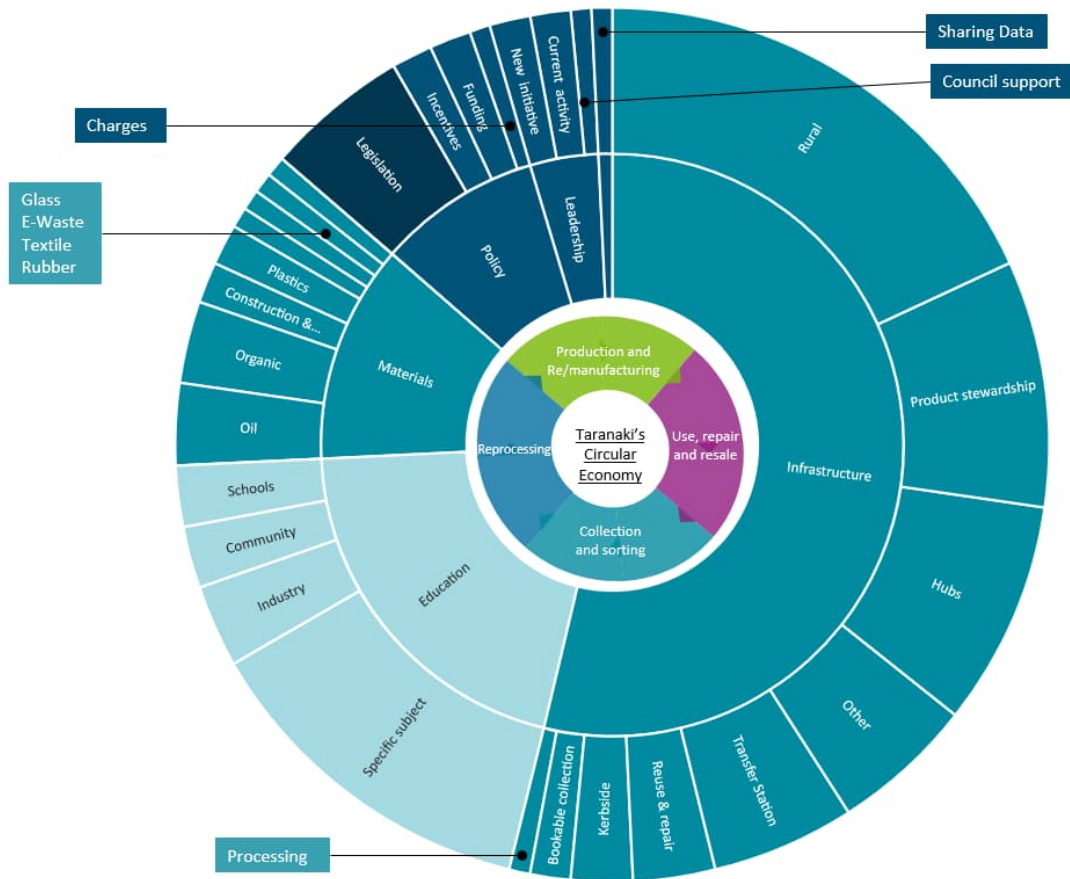 Sharing Data
Council support
Charges
Glass
E-Waste
Textile
Rubber
Processing
Legislation
Incentives
Funding
New initiative
Current activity
Rural
Product stewardship
Hubs
Other
Transfer Station
Reuse & repair
Kerbside
Bookable collection
Specific subject
Industry
Community
Schools
Oil
Organic
Construction &...
Plastics
Policy
Leadership
Infrastructure
Education
Materials
Production and
Re/manufacturing
Use, repair
and resale
Collection
and sorting
Reprocessing
Taranaki's
Circular
Economy